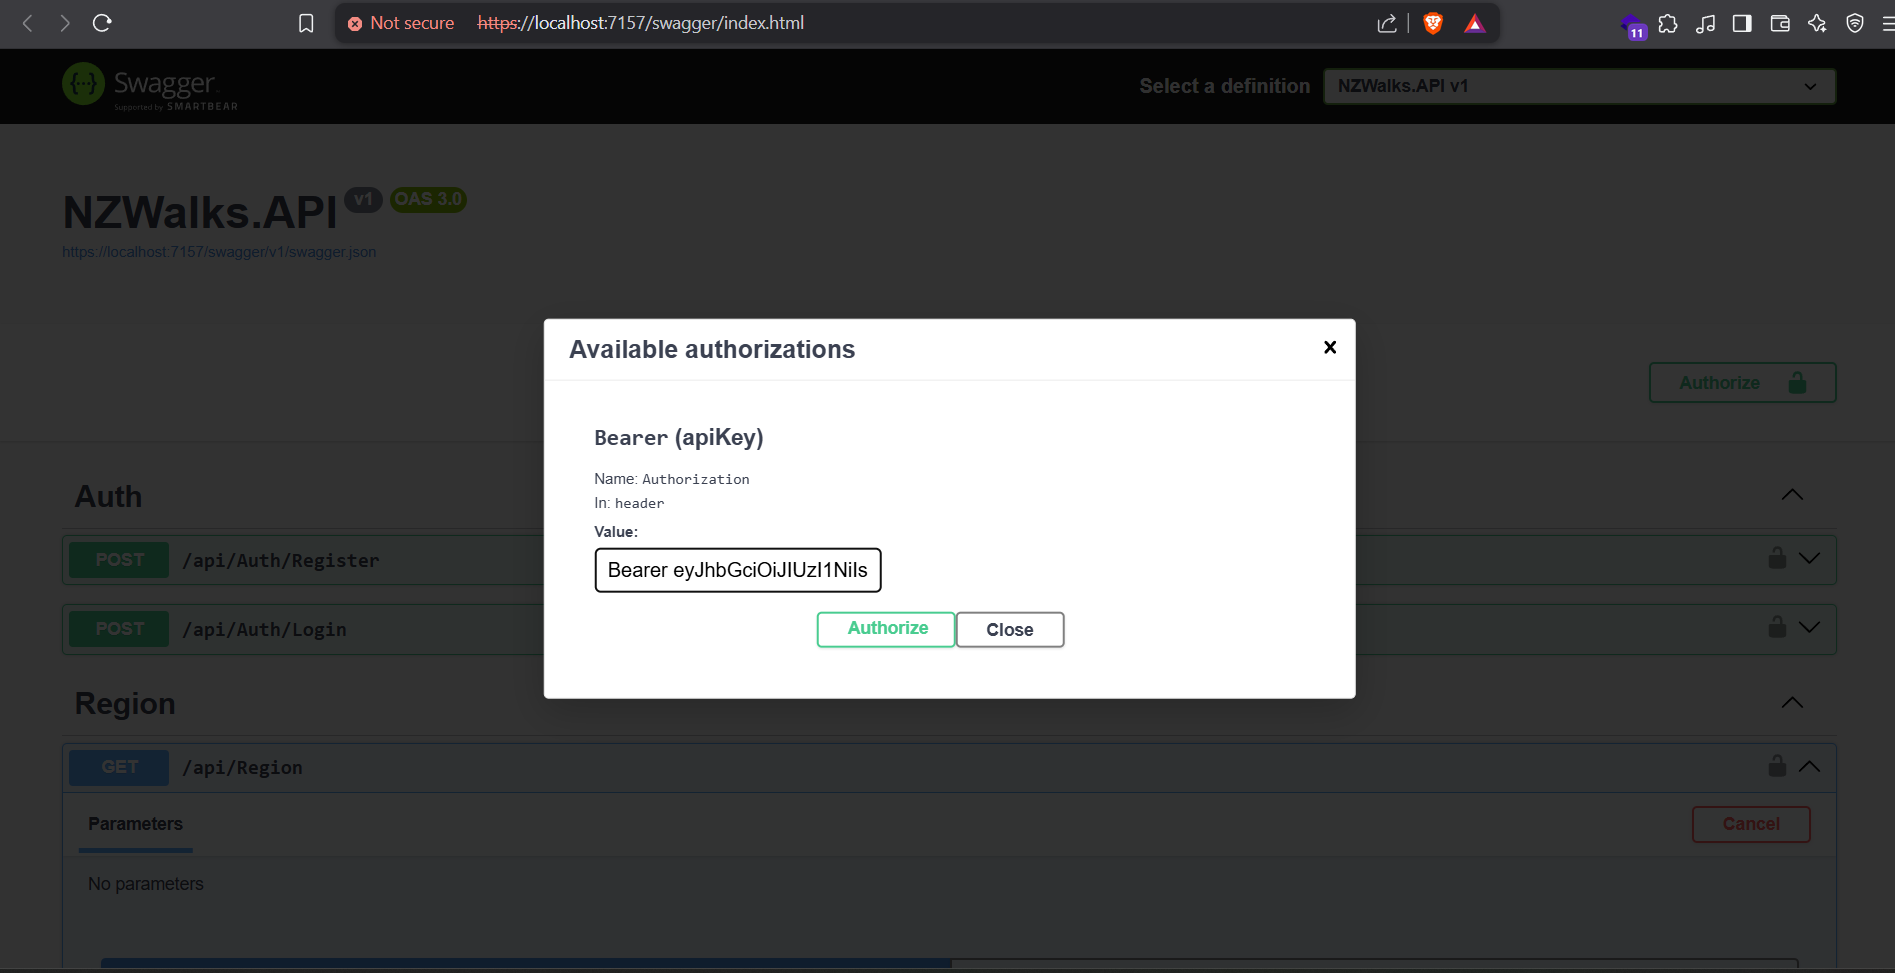 Not secure https://localhost:7157/swagger/index.html
11
Swagger
Supported by SMARTBEAR
Select a definition
NZWalks.API v1
NZWalks.API v1 OAS 3.0
https://localhost:7157/swagger/v1/swagger.json
Available authorizations
Authorize
Bearer (apiKey)
Name: Authorization
In: header
Value:
Bearer eyJhbGciOiJIUzI1NiIs
Authorize
Close
Auth
POST /api/Auth/Register
POST /api/Auth/Login
Region
GET /api/Region
Parameters
Cancel
No parameters